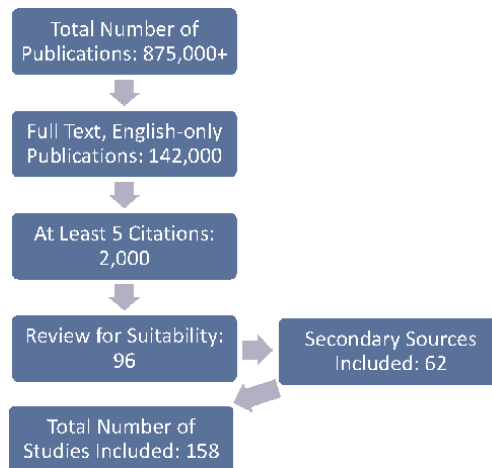 Total Number of
Publications: 875,000+
Full Text, English-only
Publications: 142,000
At Least 5 Citations:
2,000
Review for Suitability:
96
Secondary Sources
Included: 62
Total Number of
Studies Included: 158